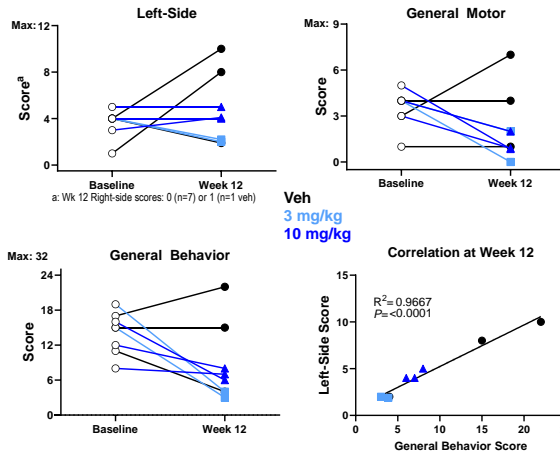 Left-Side
Max: 12
8
4
0
Score^a
Baseline
Week 12
a: Wk 12 Right-side scores: 0 (n=7) or 1 (n=1 veh)
General Motor
Max: 9
6
3
0
Score
Baseline
Week 12
Veh
3 mg/kg
10 mg/kg
General Behavior
Max: 32
24
18
12
6
0
Score
Baseline
Week 12
Correlation at Week 12
15
10
5
0
Left-Side Score
R²=0.9667
P=<0.0001
0 5 10 15 20
General Behavior Score